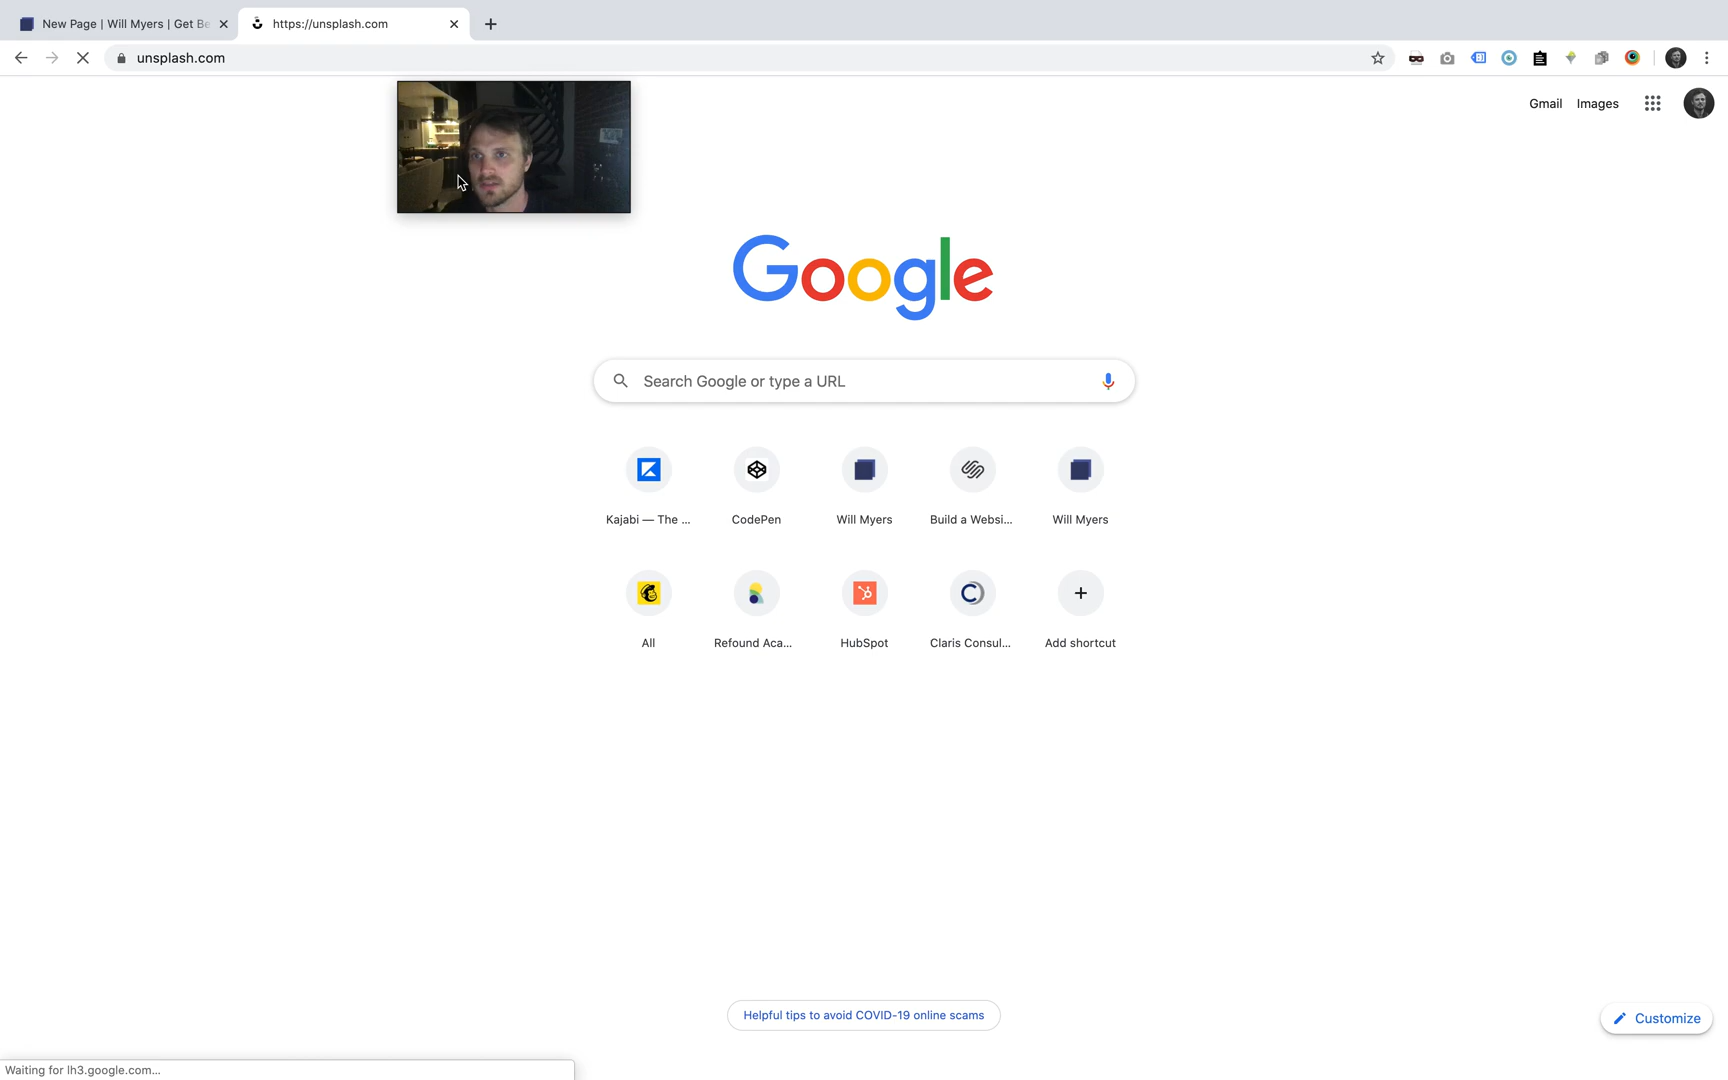 New Page | Will Myers | Get Be
https://unsplash.com
unsplash.com
Gmail
Images
Google
Search Google or type a URL
Kajabi — The ...
CodePen
Will Myers
Build a Websi...
Will Myers
All
Refound Aca...
HubSpot
Claris Consul...
Add shortcut
Helpful tips to avoid COVID-19 online scams
Customize
Waiting for lh3.google.com...